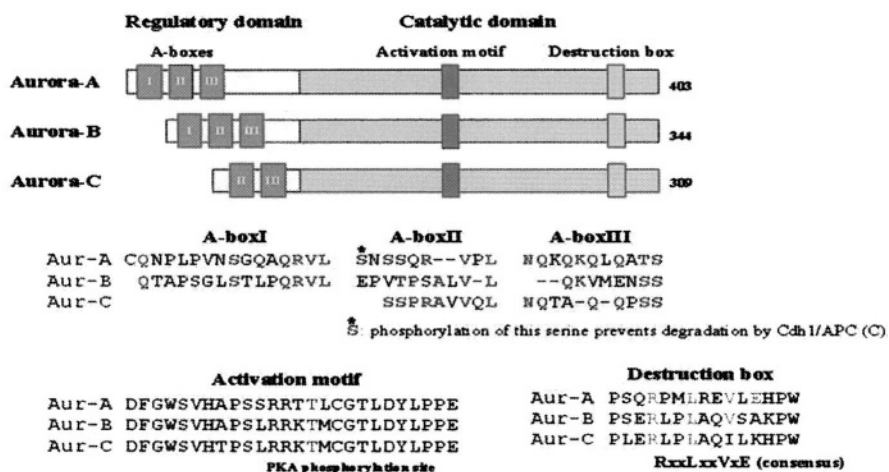 Regulatory domain Catalytic domain
A-boxes Activation motif Destruction box
Aurora-A I II III 403
Aurora-B I II III 344
Aurora-C II III 309
A-boxI A-boxII A-boxIII
Aur-A CQNPLPVNSGQAQRVL SNSSQR--VPL NQKQKQLQATS
Aur-B QTAPSGLSTLPQRVL EPVTPSALV-L --QKVMENSS
Aur-C SSPRAVVQL NQTA-Q-QPSS
*
S: phosphorylation of this serine prevents degradation by Cdh1/APC (C)
Activation motif Destruction box
Aur-A DFGWSVHAPSSRRTTLCGTLDYLPPE Aur-A PSQRPMLREVLEHPW
Aur-B DFGWSVHAPSLRRKTMCGTLDYLPPE Aur-B PSERLPLAQVSAKPW
Aur-C DFGWSVHTPSLRRKTMCGTLDYLPPE Aur-C PLERLPLAQILKHPW
PKA phosphoryltion site RxxLxxVxE (consensus)